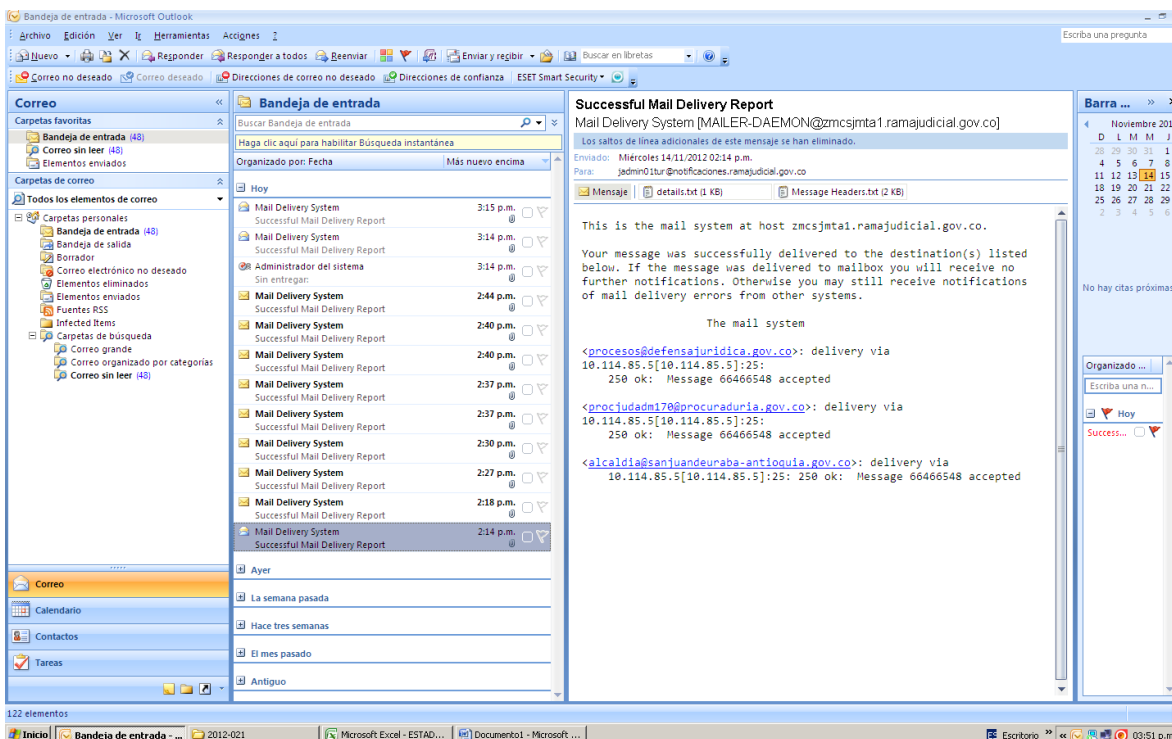 Bandeja de entrada - Microsoft Outlook
Archivo Edición Ver Ir Herramientas Acciones ?
Escriba una pregunta
Nuevo Responder Responder a todos Reenviar Enviar y recibir Buscar en libretas
Correo no deseado Correo deseado Direcciones de correo no deseado Direcciones de confianza ESET Smart Security
Correo
Carpetas favoritas
Bandeja de entrada (48)
Correo sin leer (48)
Elementos enviados
Carpetas de correo
Todos los elementos de correo
Carpetas personales
Bandeja de entrada (48)
Bandeja de salida
Borrador
Correo electrónico no deseado
Elementos eliminados
Elementos enviados
Fuentes RSS
Infected Items
Carpetas de búsqueda
Correo grande
Correo organizado por categorías
Correo sin leer (48)
Correo
Calendario
Contactos
Tareas
Bandeja de entrada
Buscar Bandeja de entrada
Haga clic aquí para habilitar Búsqueda instantánea
Organizado por: Fecha Más nuevo encima
Hoy
Mail Delivery System 3:15 p.m.
Successful Mail Delivery Report
Mail Delivery System 3:14 p.m.
Successful Mail Delivery Report
Administrador del sistema 3:14 p.m.
Sin entregar:
Mail Delivery System 2:44 p.m.
Successful Mail Delivery Report
Mail Delivery System 2:40 p.m.
Successful Mail Delivery Report
Mail Delivery System 2:40 p.m.
Successful Mail Delivery Report
Mail Delivery System 2:37 p.m.
Successful Mail Delivery Report
Mail Delivery System 2:37 p.m.
Successful Mail Delivery Report
Mail Delivery System 2:30 p.m.
Successful Mail Delivery Report
Mail Delivery System 2:27 p.m.
Successful Mail Delivery Report
Mail Delivery System 2:18 p.m.
Successful Mail Delivery Report
Mail Delivery System 2:14 p.m.
Successful Mail Delivery Report
Ayer
La semana pasada
Hace tres semanas
El mes pasado
Antiguo
Successful Mail Delivery Report
Mail Delivery System [MAILER-DAEMON@zmcsjmta1.ramajudicial.gov.co]
Los saltos de línea adicionales de este mensaje se han eliminado.
Enviado: Miércoles 14/11/2012 02:14 p.m.
Para: jadmin01tur@notificaciones.ramajudicial.gov.co
Mensaje details.txt (1 KB) Message Headers.txt (2 KB)
This is the mail system at host zmcsjmta1.ramajudicial.gov.co.
Your message was successfully delivered to the destination(s) listed
below. If the message was delivered to mailbox you will receive no
further notifications. Otherwise you may still receive notifications
of mail delivery errors from other systems.
The mail system
<procesos@defensajuridica.gov.co>: delivery via
10.114.85.5[10.114.85.5]:25:
250 ok: Message 66466548 accepted
<procjudadm170@procuraduria.gov.co>: delivery via
10.114.85.5[10.114.85.5]:25:
250 ok: Message 66466548 accepted
<alcaldia@sanjuandeuraba-antioquia.gov.co>: delivery via
10.114.85.5[10.114.85.5]:25: 250 ok: Message 66466548 accepted
Barra ...
Noviembre 201
D L M M J
28 29 30 31 1
4 5 6 7 8
11 12 13 14 15
18 19 20 21 22
25 26 27 28 29
2 3 4 5 6
No hay citas próximas
Organizado ...
Escriba una n...
Hoy
Success...
122 elementos
Inicio Bandeja de entrada - ... 2012-021 Microsoft Excel - ESTAD... Documento1 - Microsoft ... Escritorio 03:51 p.m